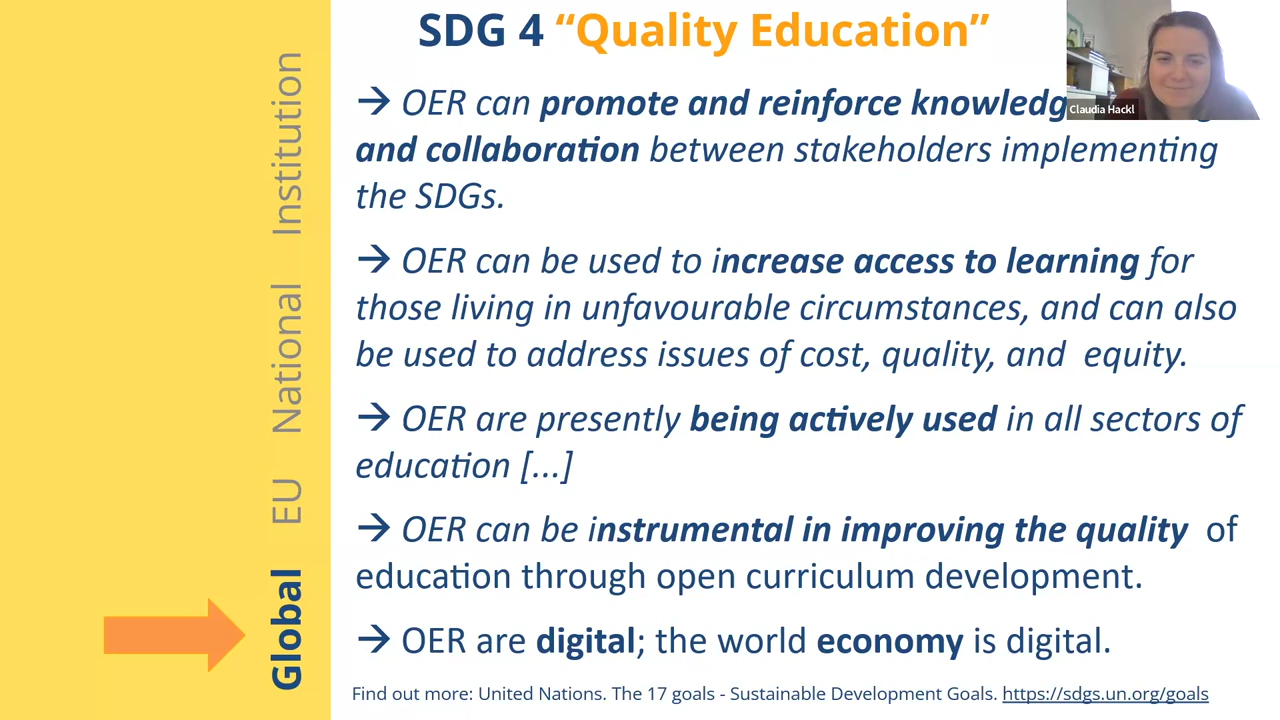 SDG 4 “Quality Education”
Claudia Hackl
→ OER can promote and reinforce
and collaboration between stakeholders implementing
the SDGs.
→ OER can be used to increase access to learning for
those living in unfavourable circumstances, and can also
be used to address issues of cost, quality, and equity.
→ OER are presently being actively used in all sectors of
education [...]
→ OER can be instrumental in improving the quality of
education through open curriculum development.
→ OER are digital; the world economy is digital.
Find out more: United Nations. The 17 goals - Sustainable Development Goals. https://sdgs.un.org/goals
Institution
National
EU
Global